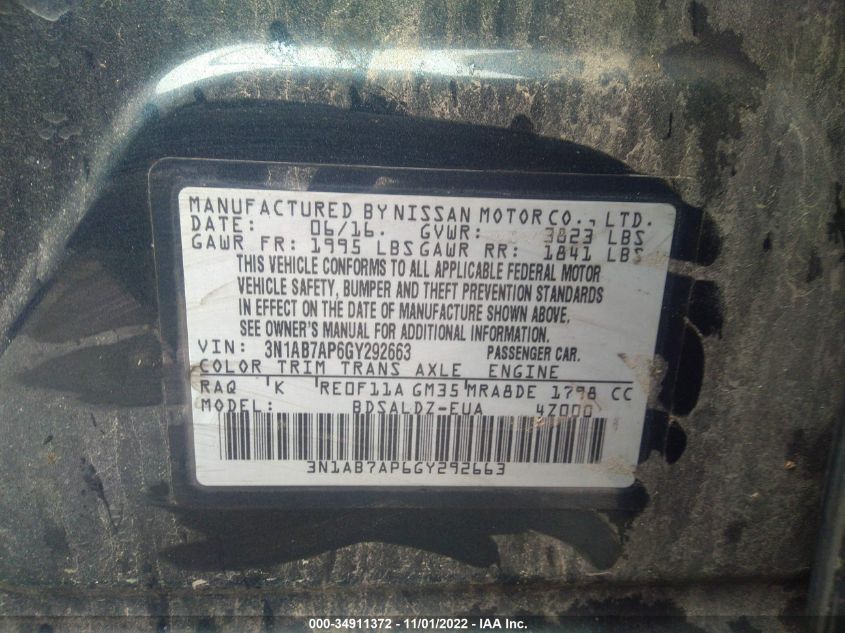 MANUFACTURED BY NISSAN MOTOR CO., LTD.
DATE: 06/16. GVWR: 3823 LBS
GAWR FR: 1995 LBS GAWR RR: 1841 LBS
THIS VEHICLE CONFORMS TO ALL APPLICABLE FEDERAL MOTOR
VEHICLE SAFETY, BUMPER AND THEFT PREVENTION STANDARDS
IN EFFECT ON THE DATE OF MANUFACTURE SHOWN ABOVE.
SEE OWNER'S MANUAL FOR ADDITIONAL INFORMATION.
VIN: 3N1AB7AP6GY292663 PASSENGER CAR.
COLOR TRIM TRANS AXLE ENGINE
RAQ K RE0F11A GM35 MRA8DE 1798 CC
MODEL: BDSALDZ-EUA 4Z000
3N1AB7AP6GY292663
000-34911372 - 11/01/2022 - IAA Inc.